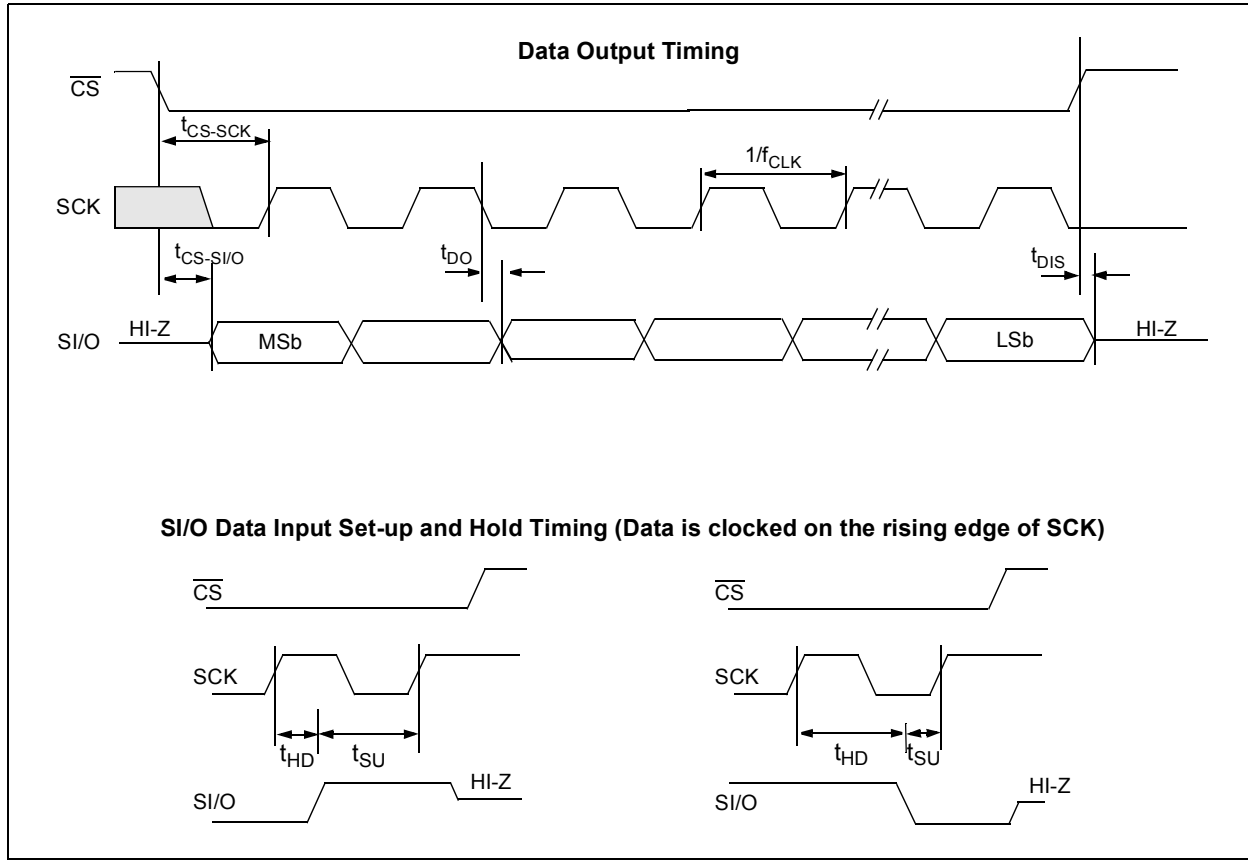 Data Output Timing
CS
tCS-SCK
1/fCLK
SCK
tCS-SI/O
tDO
tDIS
SI/O HI-Z MSb LSb HI-Z
SI/O Data Input Set-up and Hold Timing (Data is clocked on the rising edge of SCK)
CS CS
SCK SCK
tHD tSU tHD tSU
SI/O HI-Z SI/O HI-Z